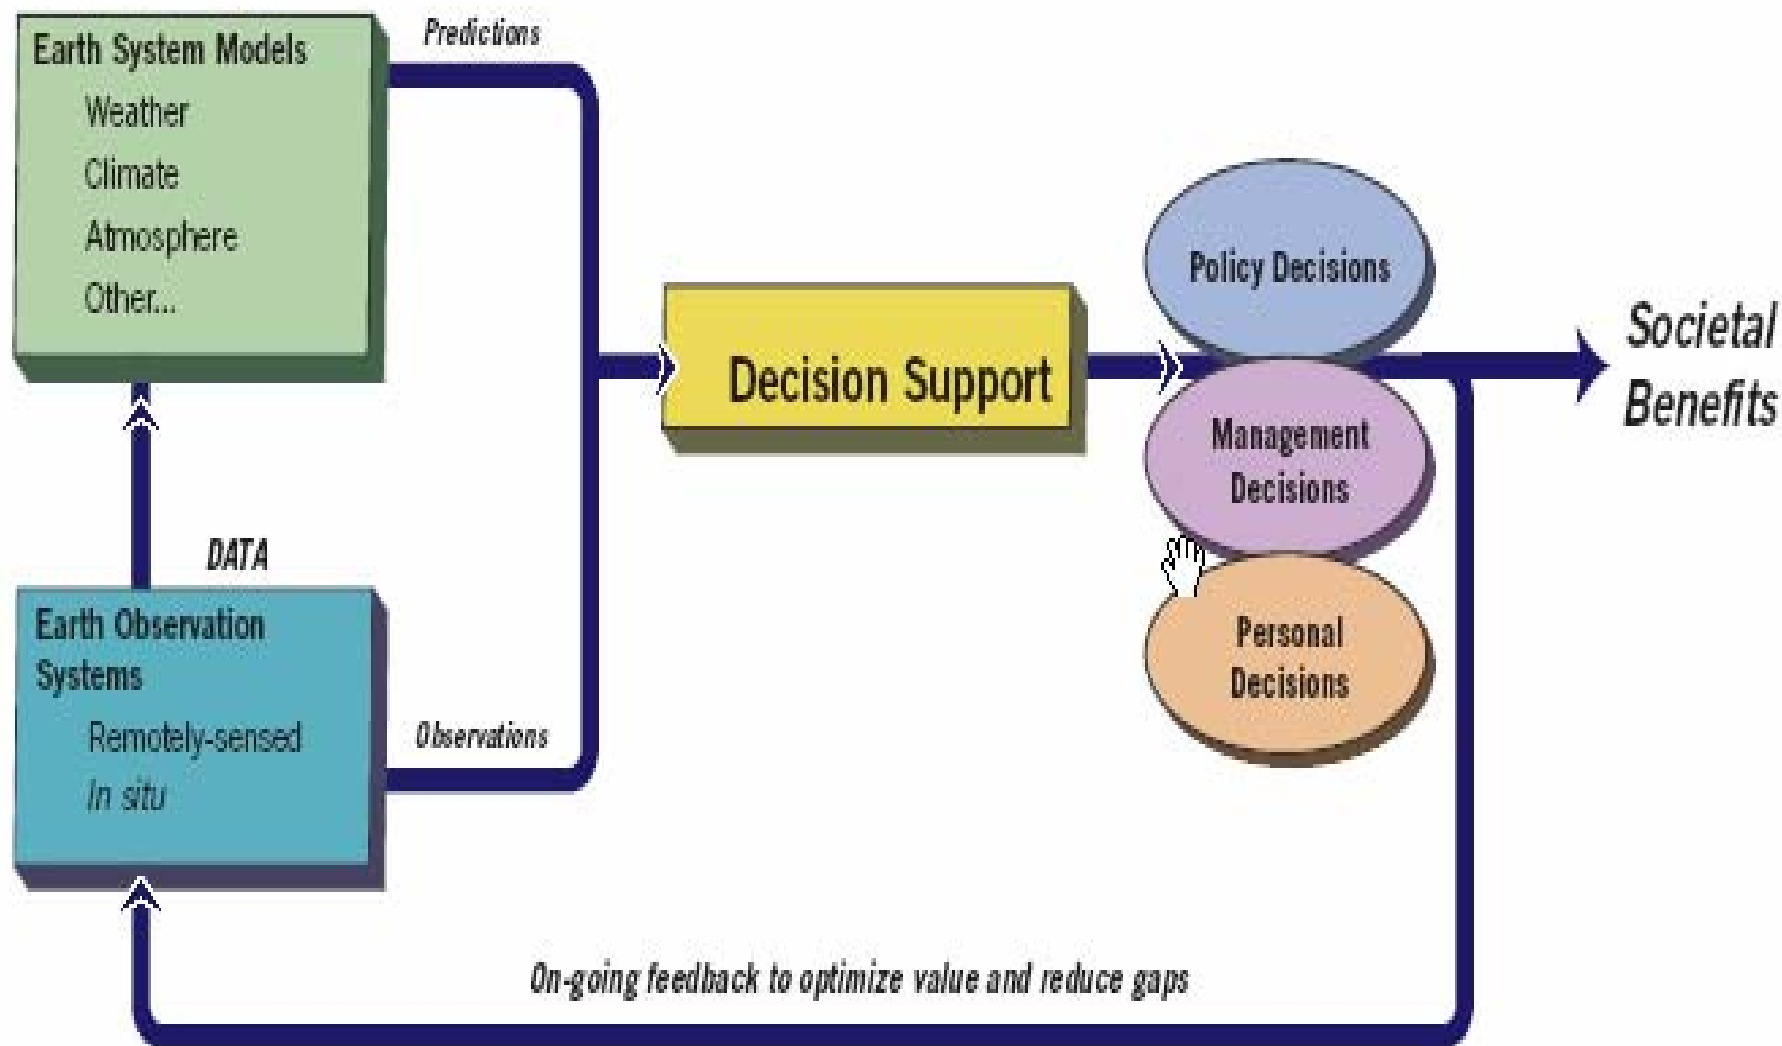 Earth System Models
Weather
Climate
Atmosphere
Other...
Predictions
DATA
Earth Observation
Systems
Remotely-sensed
In situ
Observations
Decision Support
Policy Decisions
Management
Decisions
Personal
Decisions
Societal
Benefits
On-going feedback to optimize value and reduce gaps